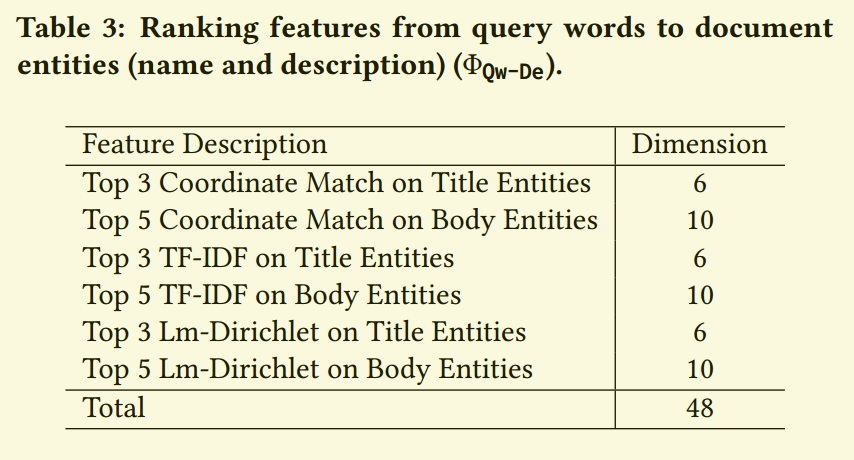 Table 3: Ranking features from query words to document
entities (name and description) (Φ_Qw-De).
Feature Description Dimension
Top 3 Coordinate Match on Title Entities 6
Top 5 Coordinate Match on Body Entities 10
Top 3 TF-IDF on Title Entities 6
Top 5 TF-IDF on Body Entities 10
Top 3 Lm-Dirichlet on Title Entities 6
Top 5 Lm-Dirichlet on Body Entities 10
Total 48